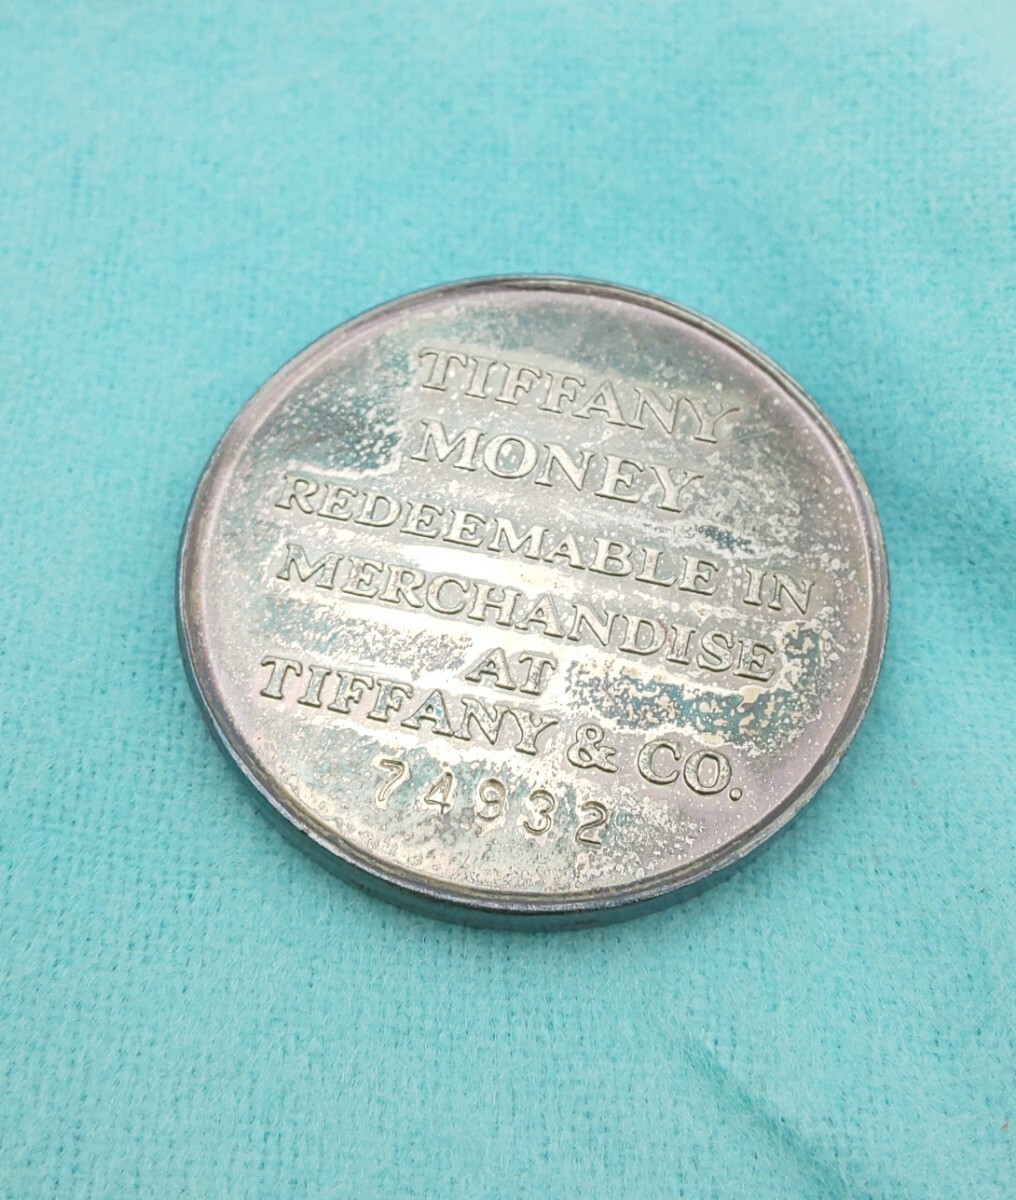 TIFFANY
MONEY
REDEEMABLE IN
MERCHANDISE
AT
TIFFANY & CO.
74932